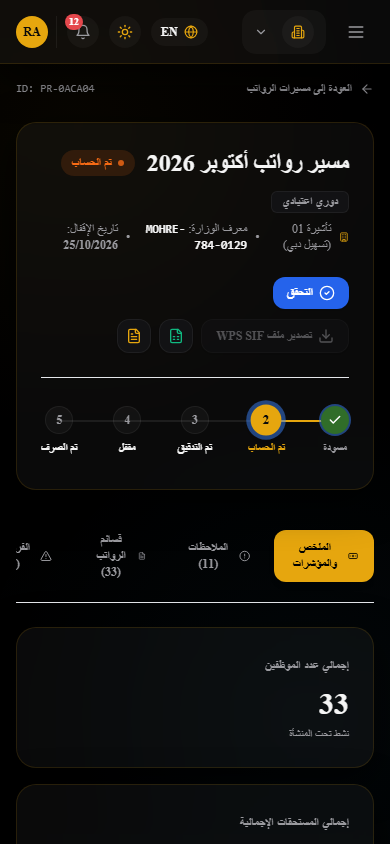 RA
12
EN
العودة إلى مسيرات الرواتب
ID: PR-0ACA04
مسير رواتب أكتوبر 2026
تم الحساب
دوري اعتيادي
تأشيرة 01 (تسهيل دبي)
•
معرف الوزارة: MOHRE-784-0129
•
تاريخ الإقفال: 25/10/2026
التحقق
تصدير ملف WPS SIF
2
3
4
5
مسودة
تم الحساب
تم التدقيق
مقفل
تم الصرف
الملخص والمؤشرات
الملاحظات (11)
قسائم الرواتب (33)
الفر
)
إجمالي عدد الموظفين
33
نشط تحت المنشأة
إجمالي المستحقات الإجمالية